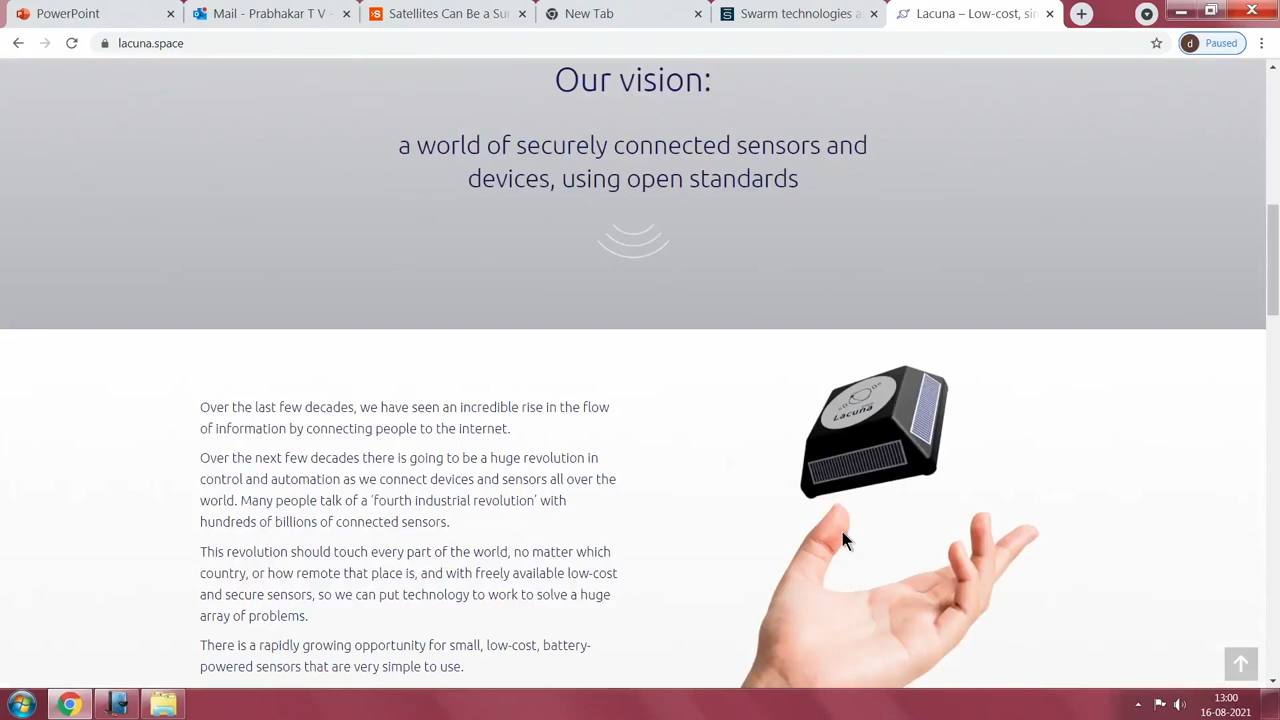 PowerPoint
Mail - Prabhakar T V -
Satellites Can Be a Su
New Tab
Swarm technologies a
Lacuna – Low-cost, sin
lacuna.space
d
Paused
Our vision:
a world of securely connected sensors and
devices, using open standards
Over the last few decades, we have seen an incredible rise in the flow
of information by connecting people to the internet.
Over the next few decades there is going to be a huge revolution in
control and automation as we connect devices and sensors all over the
world. Many people talk of a ‘fourth industrial revolution’ with
hundreds of billions of connected sensors.
This revolution should touch every part of the world, no matter which
country, or how remote that place is, and with freely available low-cost
and secure sensors, so we can put technology to work to solve a huge
array of problems.
There is a rapidly growing opportunity for small, low-cost, battery-
powered sensors that are very simple to use.
Lacuna
13:00
16-08-2021